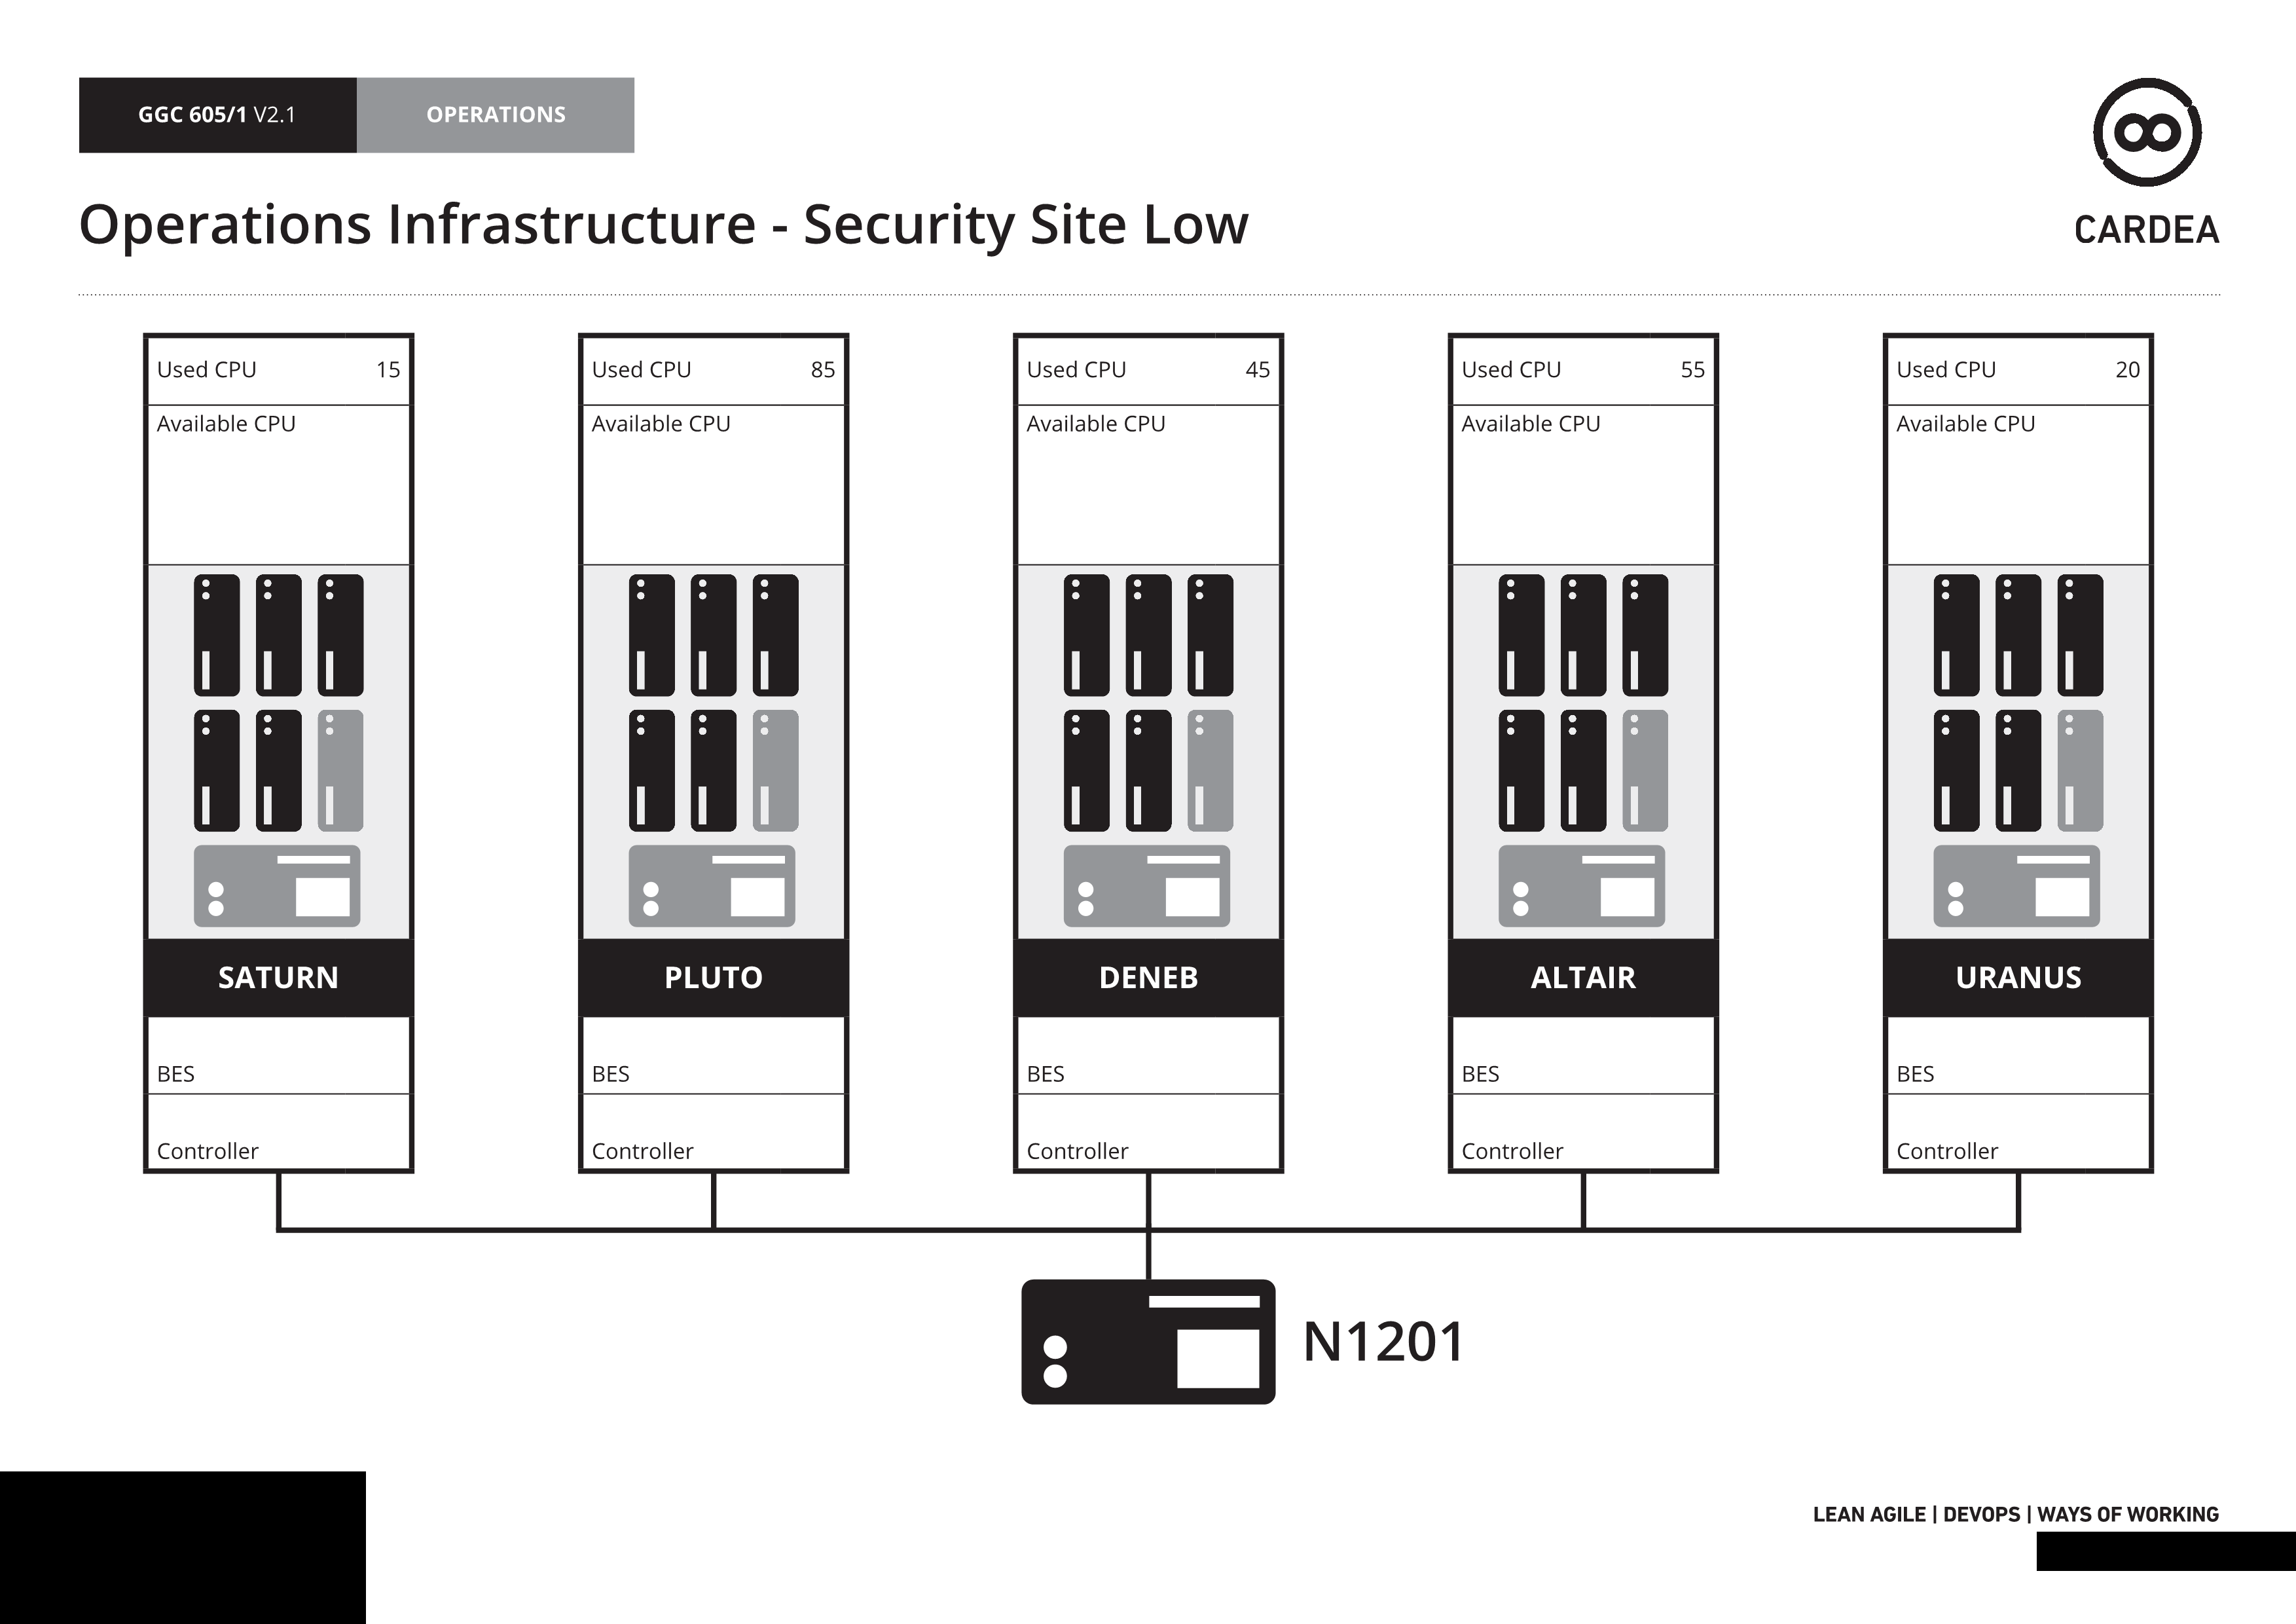 GGC 605/1 V2.1 OPERATIONS
CARDEA
Operations Infrastructure - Security Site Low
Used CPU 15
Available CPU
SATURN
BES
Controller
Used CPU 85
Available CPU
PLUTO
BES
Controller
Used CPU 45
Available CPU
DENEB
BES
Controller
Used CPU 55
Available CPU
ALTAIR
BES
Controller
Used CPU 20
Available CPU
URANUS
BES
Controller
N1201
LEAN AGILE | DEVOPS | WAYS OF WORKING